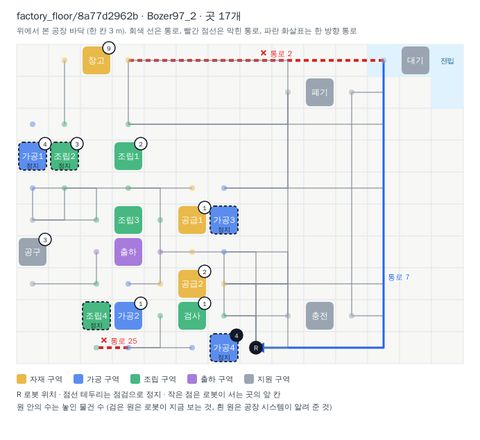 factory_floor/8a77d2962b · Bozer97_2 · 곳 17개
위에서 본 공장 바닥 (한 칸 3 m). 회색 선은 통로, 빨간 점선은 막힌 통로, 파란 화살표는 한 방향 통로
9
창고
✕ 통로 2
대기
전팁
폐기
4
가공1
정지
3
조립2
정지
2
조립1
조립3
1
공급1
가공3
정지
3
공구
출하
2
공급2
통로 7
조립4
정지
1
가공2
1
검사
충전
✕ 통로 25
4
가공4
정지
R
자재 구역
가공 구역
조립 구역
출하 구역
지원 구역
R 로봇 위치 · 점선 테두리는 점검으로 정지 · 작은 점은 로봇이 서는 곳의 앞 칸
원 안의 수는 놓인 물건 수 (검은 원은 로봇이 지금 보는 것, 흰 원은 공장 시스템이 알려 준 것)